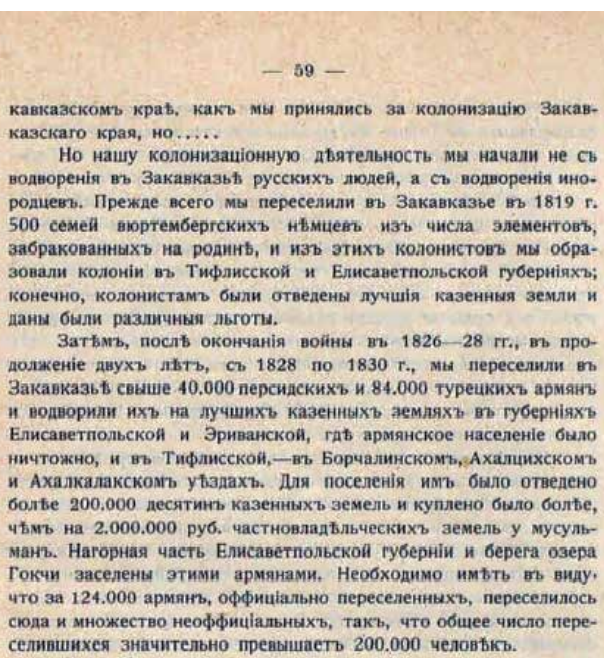 — 59 —
кавказскомъ краѣ, какъ мы принялись за колонизацію Закав-
казскаго края, но.....
Но нашу колонизаціонную дѣятельность мы начали не съ
водворенія въ Закавказьѣ русскихъ людей, а съ водворенія ино-
родцевъ. Прежде всего мы переселили въ Закавказье въ 1819 г.
500 семей вюртембергскихъ нѣмцевъ изъ числа элементовъ,
забракованныхъ на родинѣ, и изъ этихъ колонистовъ мы обра-
зовали колоніи въ Тифлисской и Елисаветпольской губерніяхъ;
конечно, колонистамъ были отведены лучшія казенныя земли и
даны были различныя льготы.
Затѣмъ, послѣ окончанія войны въ 1826—28 гг., въ про-
долженіе двухъ лѣтъ, съ 1828 по 1830 г., мы переселили въ
Закавказьѣ свыше 40.000 персидскихъ и 84.000 турецкихъ армянъ
и водворили ихъ на лучшихъ казенныхъ земляхъ въ губерніяхъ
Елисаветпольской и Эриванской, гдѣ армянское населеніе было
ничтожно, и въ Тифлисской,—въ Борчалинскомъ, Ахалцихскомъ
и Ахалкалакскомъ уѣздахъ. Для поселенія имъ было отведено
болѣе 200.000 десятинъ казенныхъ земель и куплено было болѣе,
чѣмъ на 2.000.000 руб. частновладѣльческихъ земель у мусуль-
манъ. Нагорная часть Елисаветпольской губерніи и берега озера
Гокчи заселены этими армянами. Необходимо имѣть въ виду,
что за 124.000 армянъ, оффиціально переселенныхъ, переселилось
сюда и множество неоффиціальныхъ, такъ, что общее число пере-
селившихся значительно превышаетъ 200.000 человѣкъ.